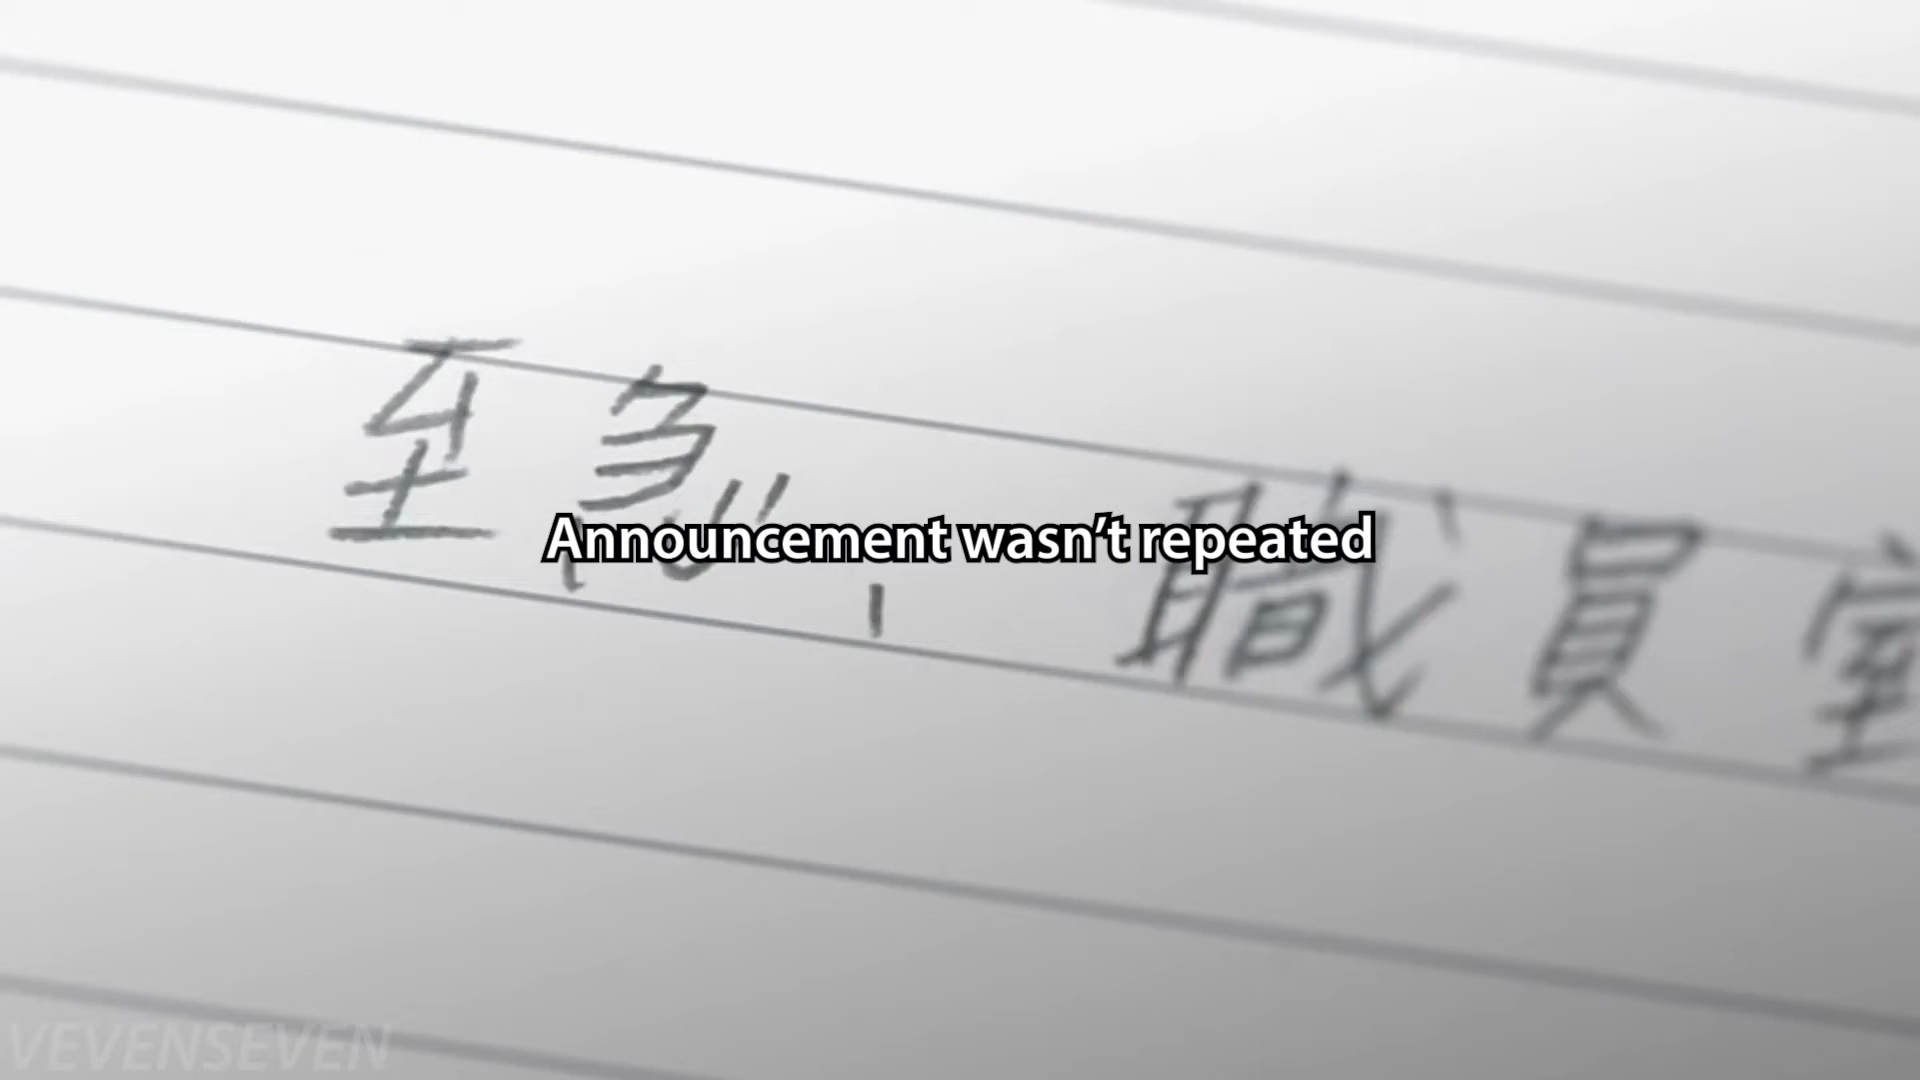 至急、職員室
Announcement wasn’t repeated
VEVENSEVEN